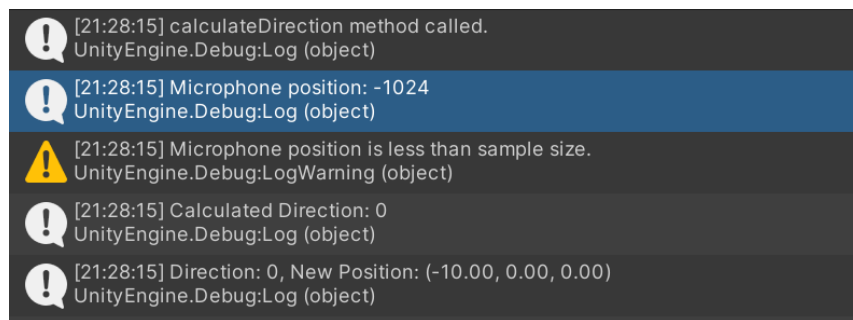 [21:28:15] calculateDirection method called.
UnityEngine.Debug:Log (object)
[21:28:15] Microphone position: -1024
UnityEngine.Debug:Log (object)
[21:28:15] Microphone position is less than sample size.
UnityEngine.Debug:LogWarning (object)
[21:28:15] Calculated Direction: 0
UnityEngine.Debug:Log (object)
[21:28:15] Direction: 0, New Position: (-10.00, 0.00, 0.00)
UnityEngine.Debug:Log (object)